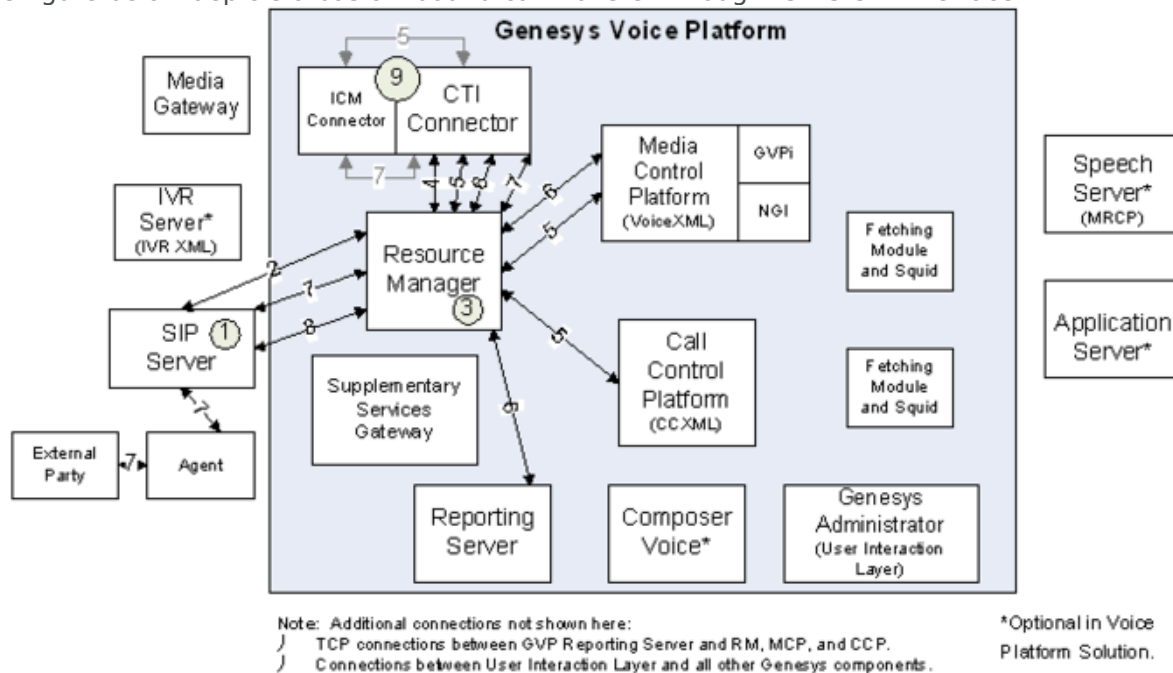 Genesys Voice Platform
Media
Gateway
5
9
ICM
Connector
CTI
Connector
7
4
5
6
7
Media
Control
Platform
(VoiceXML)
GVPi
NGI
6
5
Speech
Server*
(MRCP)
IVR
Server*
(IVR XML)
Fetching
Module
and Squid
Resource
Manager
3
2
7
8
SIP
Server
1
5
Call
Control
Platform
(CCXML)
Application
Server*
Supplementary
Services
Gateway
Fetching
Module
and Squid
7
9
External
Party
7
Agent
Reporting
Server
Composer
Voice*
Genesys
Administrator
(User Interaction
Layer)
Note: Additional connections not shown here:
) TCP connections between GVP Reporting Server and RM, MCP, and CCP.
) Connections between User Interaction Layer and all other Genesys components.
*Optional in Voice
Platform Solution.